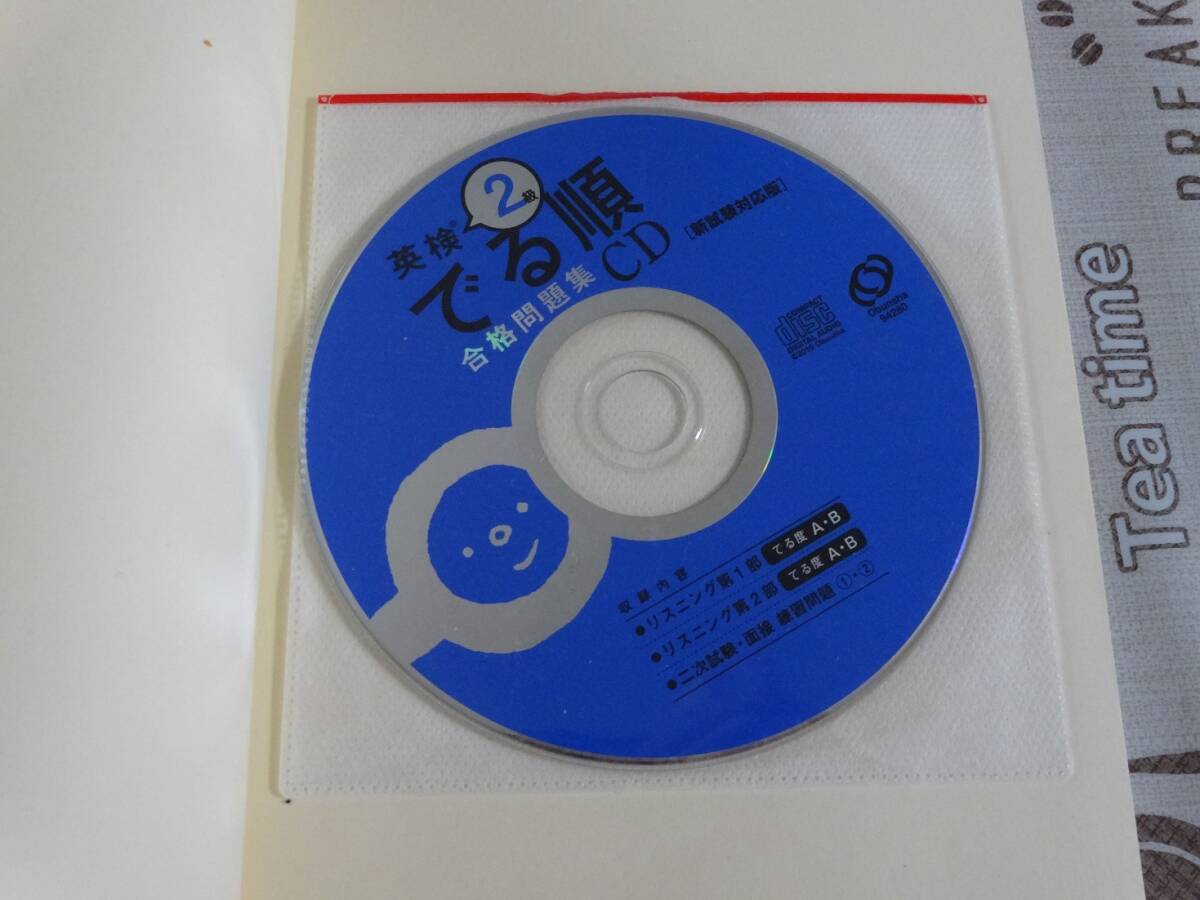 英検®
2級
でる順
合格問題集
CD
[新試験対応版]
COMPACT
disc
DIGITAL AUDIO
©2019 Obunsha
Obunsha
94280
収録内容
●リスニング第1部 でる度 A・B
●リスニング第2部 でる度 A・B
●二次試験・面接 練習問題 ①・②
Tea time
BREAK